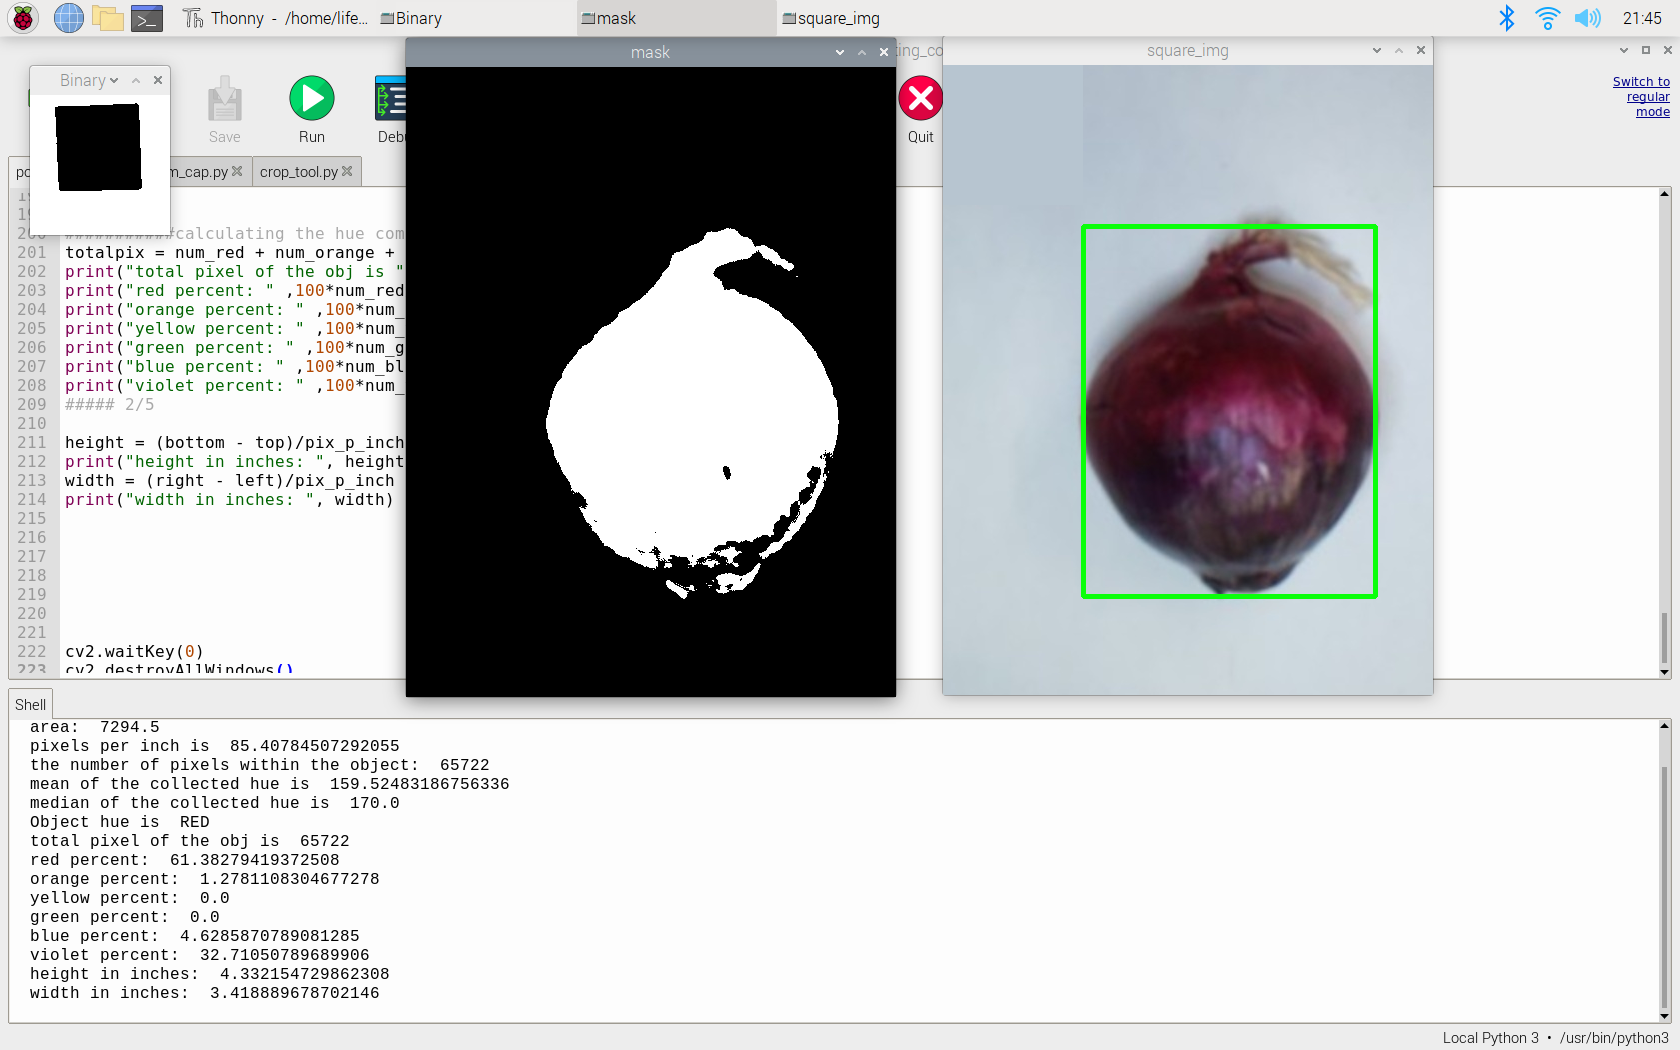 Thonny - /home/life...
Binary
mask
square_img
21:45
Binary
mask
square_img
Switch to
regular
mode
Save
Run
Quit
m_cap.py
crop_tool.py
200 ###########calculating the hue com
201 totalpix = num_red + num_orange +
202 print("total pixel of the obj is "
203 print("red percent: " ,100*num_red
204 print("orange percent: " ,100*num_
205 print("yellow percent: " ,100*num_
206 print("green percent: " ,100*num_g
207 print("blue percent: " ,100*num_bl
208 print("violet percent: " ,100*num_
209 ##### 2/5
210
211 height = (bottom - top)/pix_p_inch
212 print("height in inches: ", height
213 width = (right - left)/pix_p_inch
214 print("width in inches: ", width)
215
216
217
218
219
220
221
222 cv2.waitKey(0)
223 cv2.destroyAllWindows()
Shell
area:  7294.5
pixels per inch is  85.40784507292055
the number of pixels within the object:  65722
mean of the collected hue is  159.52483186756336
median of the collected hue is  170.0
Object hue is  RED
total pixel of the obj is  65722
red percent:  61.38279419372508
orange percent:  1.2781108304677278
yellow percent:  0.0
green percent:  0.0
blue percent:  4.6285870789081285
violet percent:  32.71050789689906
height in inches:  4.332154729862308
width in inches:  3.418889678702146
Local Python 3 • /usr/bin/python3